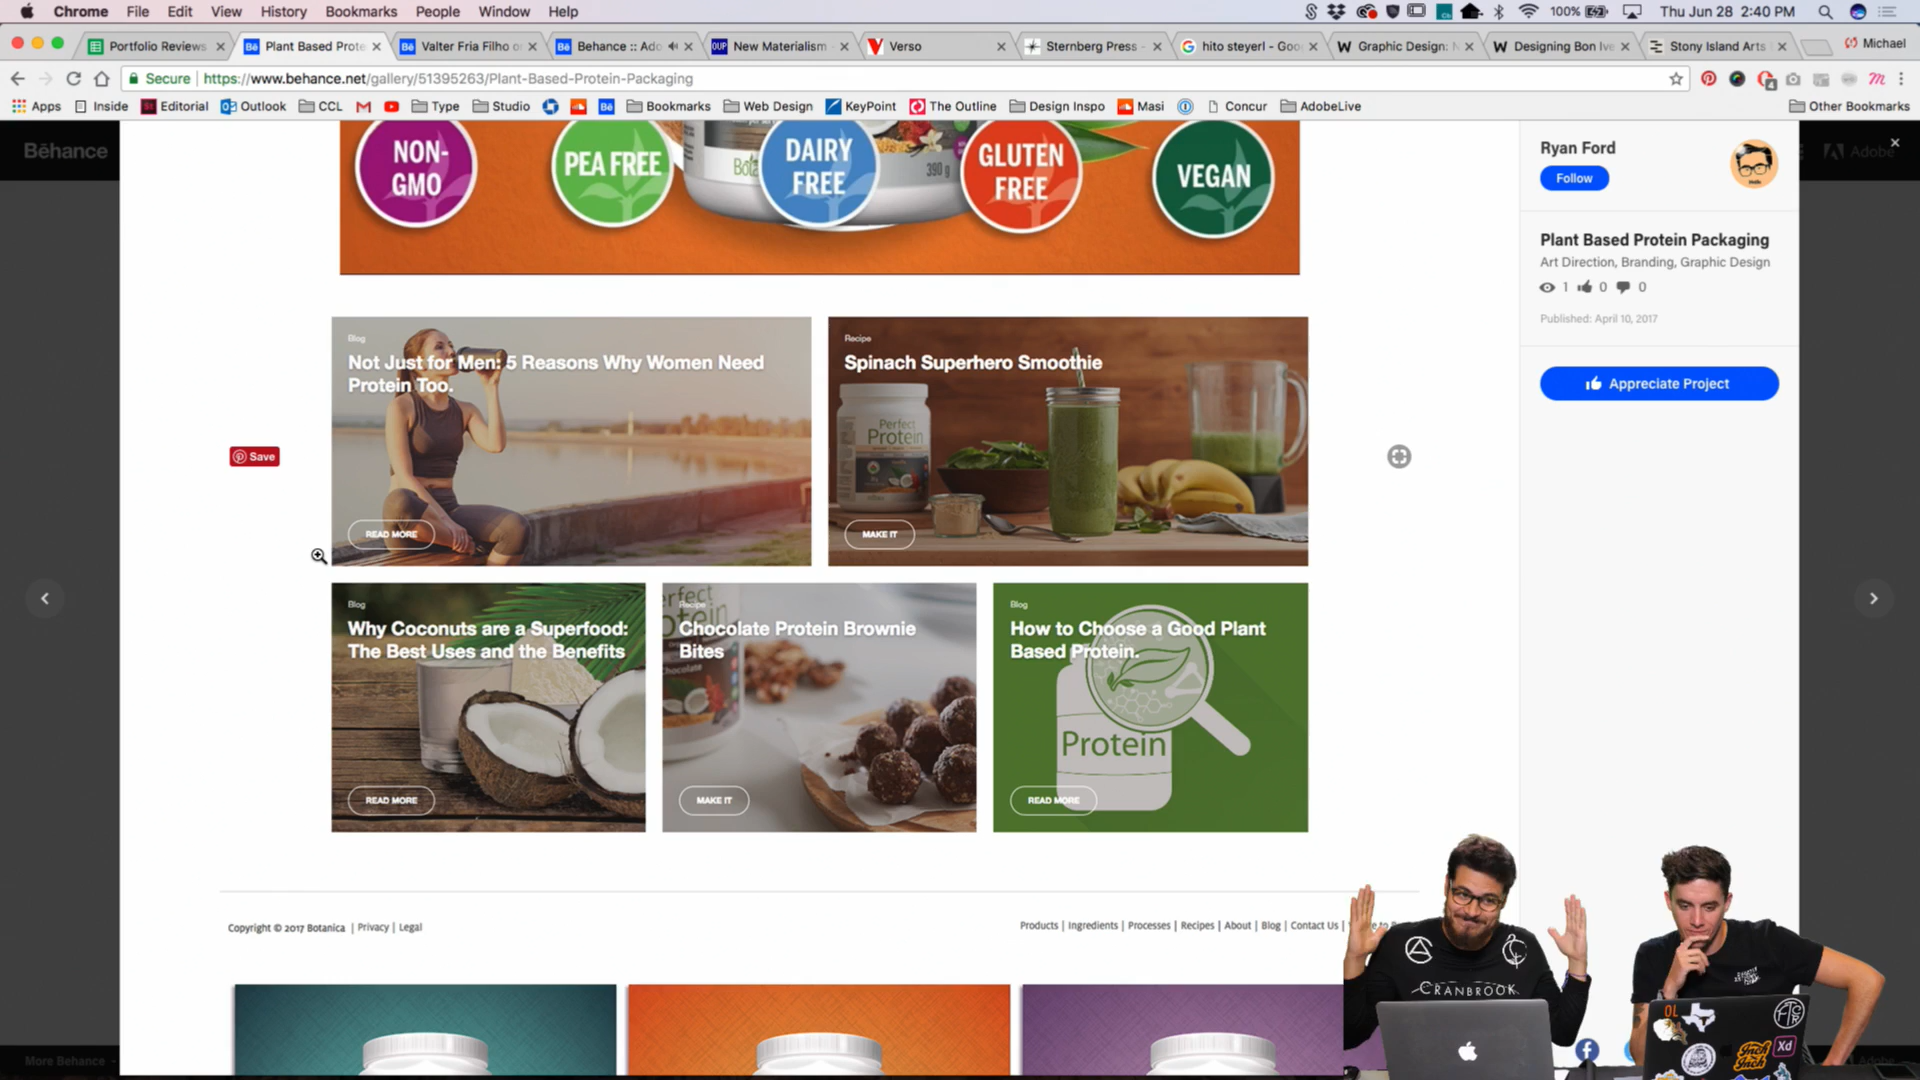 Chrome File Edit View History Bookmarks People Window Help
100% Thu Jun 28 2:40 PM
Portfolio Reviews
Plant Based Prote
Valter Fria Filho o
Behance :: Ado
New Materialism
Verso
Sternberg Press -
hito steyerl - Goo
Graphic Design:
Designing Bon Ive
Stony Island Arts
Michael
Secure https://www.behance.net/gallery/51395263/Plant-Based-Protein-Packaging
Apps Inside Editorial Outlook CCL Type Studio Bookmarks Web Design KeyPoint The Outline Design Inspo Masi Concur AdobeLive Other Bookmarks
Bēhance
Adobe
NON-
GMO
PEA FREE
DAIRY
FREE
GLUTEN
FREE
VEGAN
390 g
Ryan Ford
Follow
Plant Based Protein Packaging
Art Direction, Branding, Graphic Design
1 0 0
Published: April 10, 2017
Appreciate Project
Save
Blog
Not Just for Men: 5 Reasons Why Women Need
Protein Too.
READ MORE
Recipe
Spinach Superhero Smoothie
Perfect
Protein
MAKE IT
Blog
Why Coconuts are a Superfood:
The Best Uses and the Benefits
READ MORE
Recipe
Chocolate Protein Brownie
Bites
Chocolate
MAKE IT
Blog
How to Choose a Good Plant
Based Protein.
Protein
READ MORE
Copyright © 2017 Botanica | Privacy | Legal
Products | Ingredients | Processes | Recipes | About | Blog | Contact Us |
CRANBROOK
Xd
More Behance
Adobe